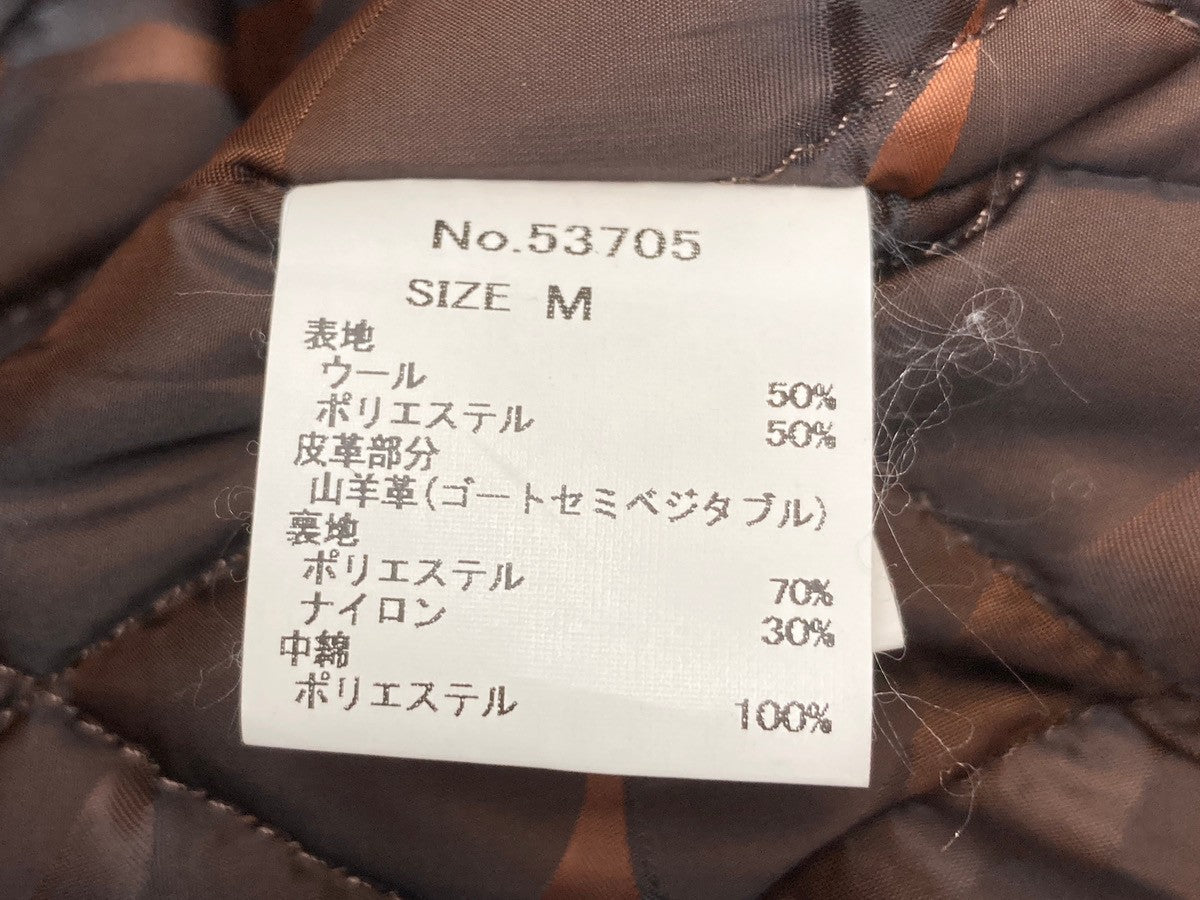 No.53705
SIZE M
表地
ウール 50%
ポリエステル 50%
皮革部分
山羊革(ゴートセミベジタブル)
裏地
ポリエステル 70%
ナイロン 30%
中綿
ポリエステル 100%